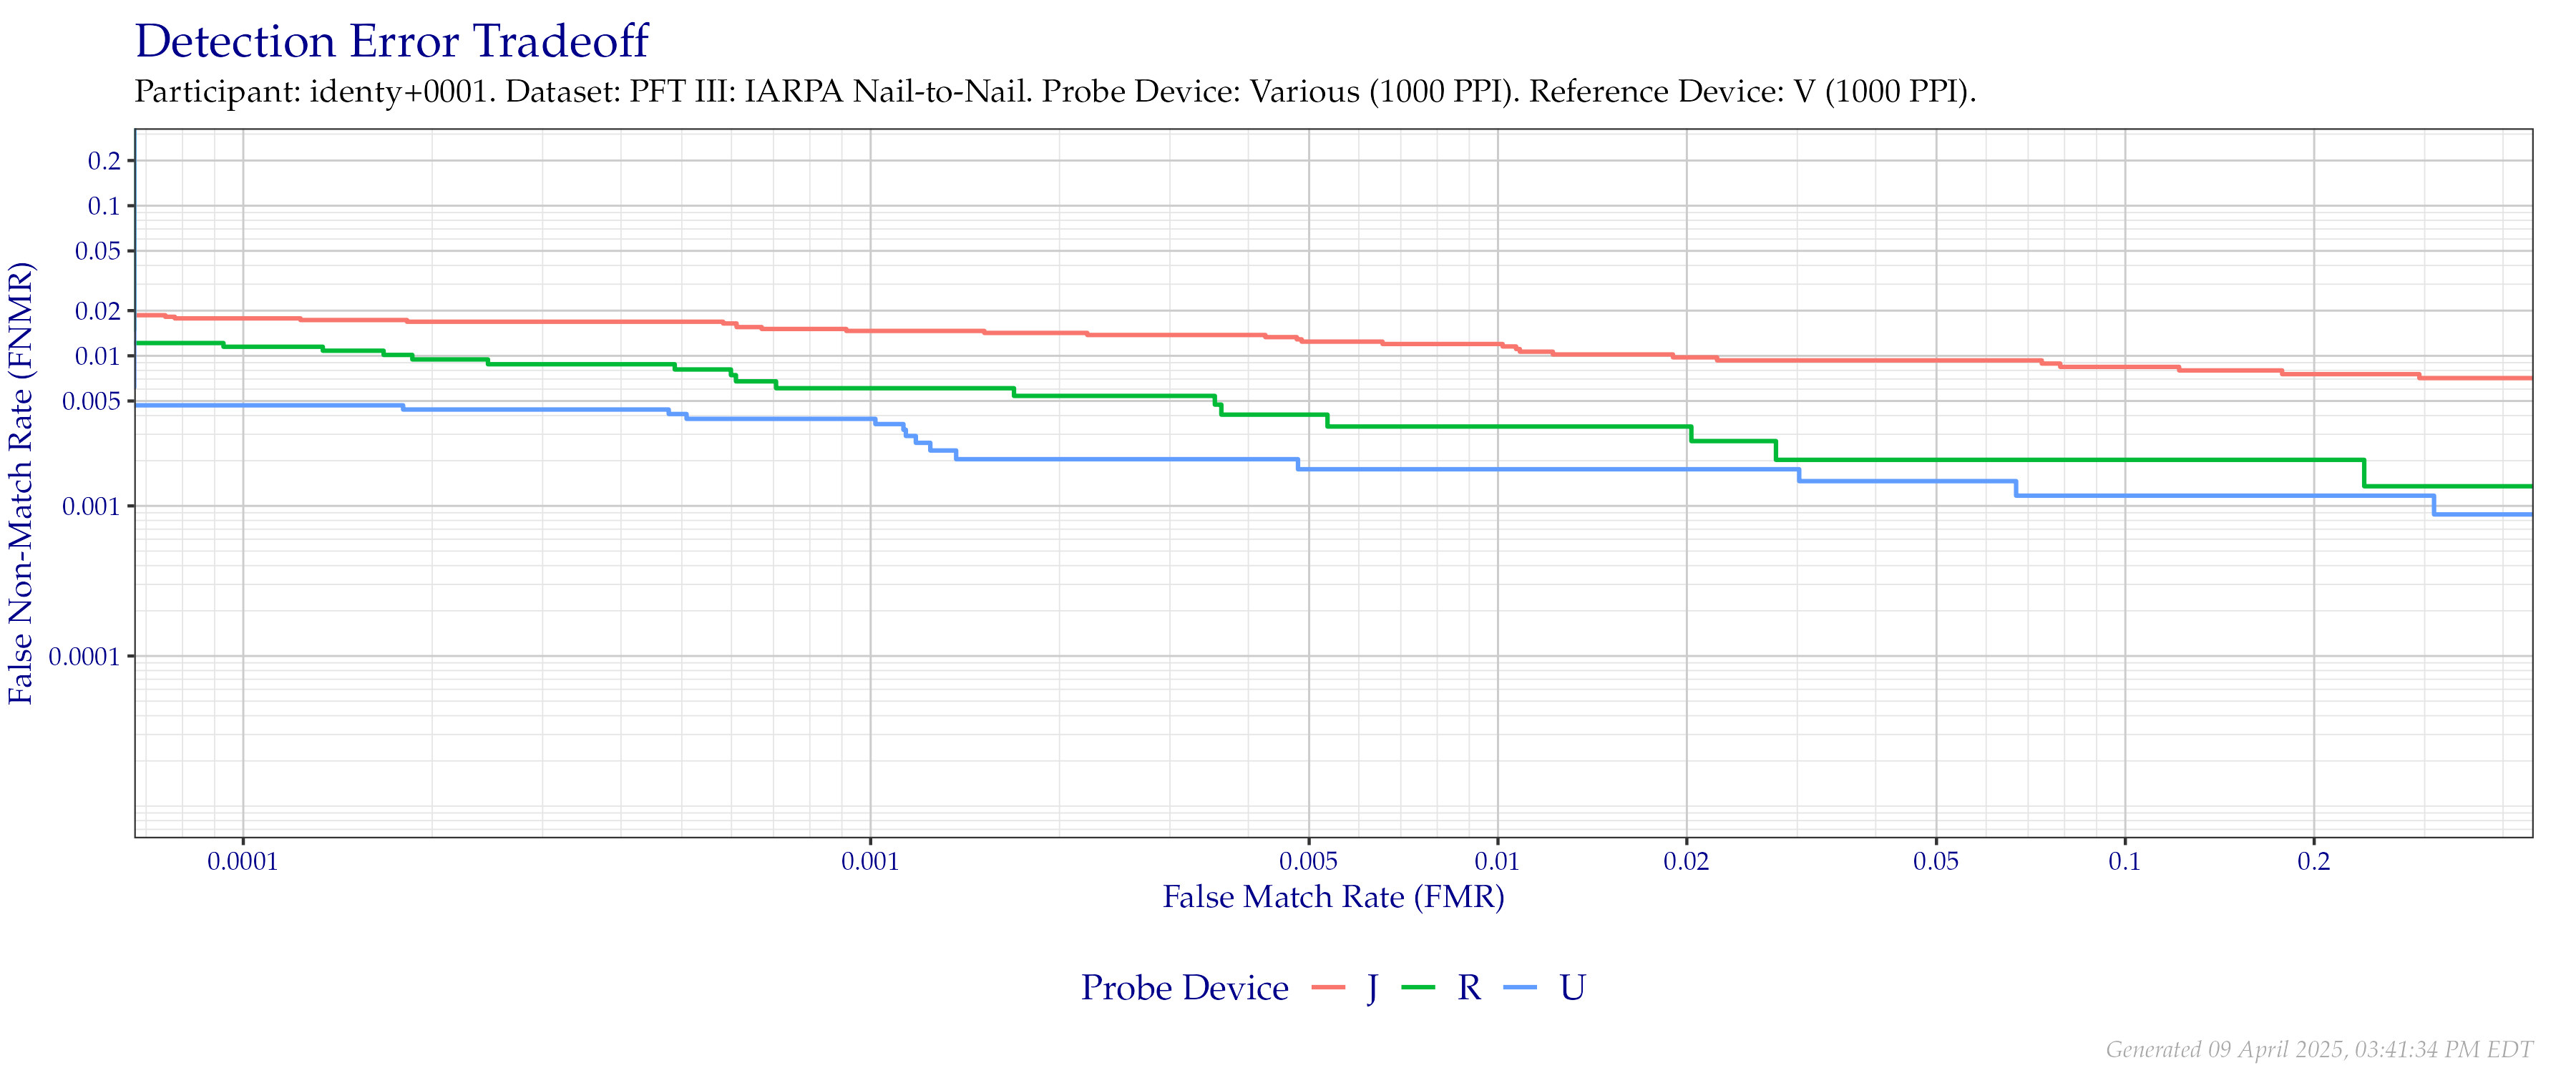 Detection Error Tradeoff
Participant: identy+0001. Dataset: PFT III: IARPA Nail-to-Nail. Probe Device: Various (1000 PPI). Reference Device: V (1000 PPI).
False Non-Match Rate (FNMR)
0.2
0.1
0.05
0.02
0.01
0.005
0.001
0.0001
0.0001 0.001 0.005 0.01 0.02 0.05 0.1 0.2
False Match Rate (FMR)
Probe Device J R U
Generated 09 April 2025, 03:41:34 PM EDT